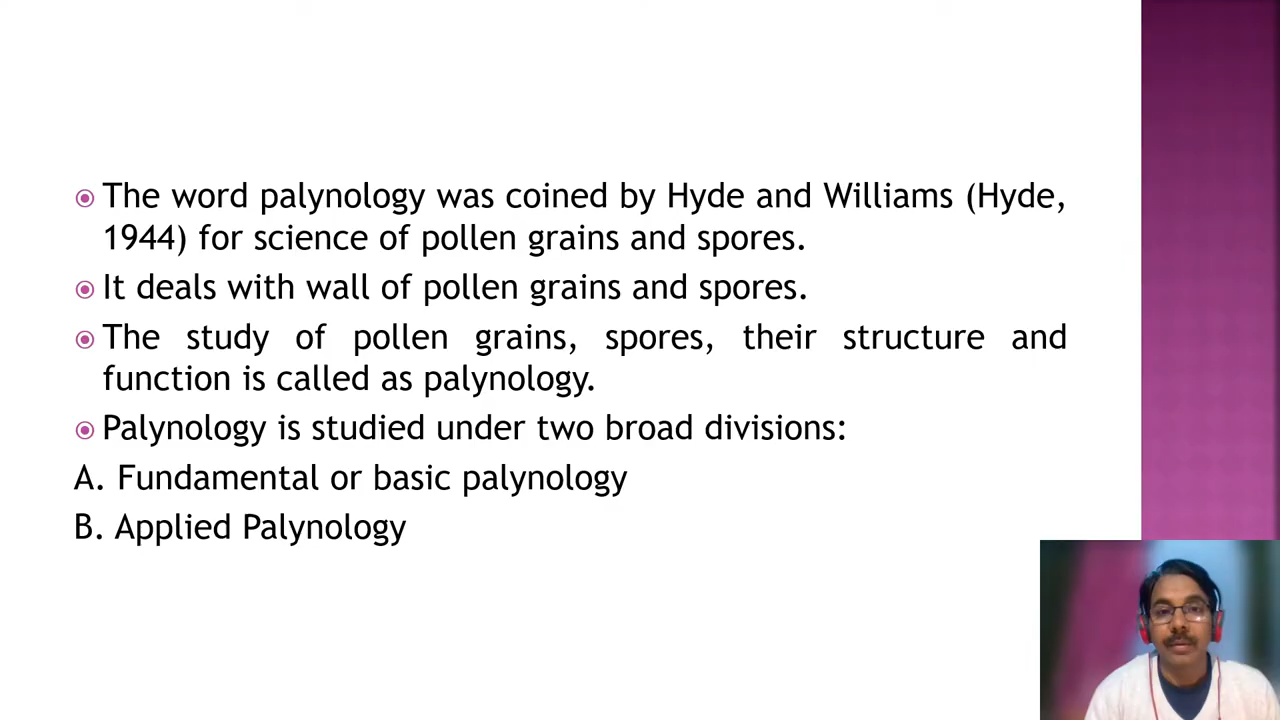 The word palynology was coined by Hyde and Williams (Hyde,
1944) for science of pollen grains and spores.
It deals with wall of pollen grains and spores.
The study of pollen grains, spores, their structure and
function is called as palynology.
Palynology is studied under two broad divisions:
A. Fundamental or basic palynology
B. Applied Palynology